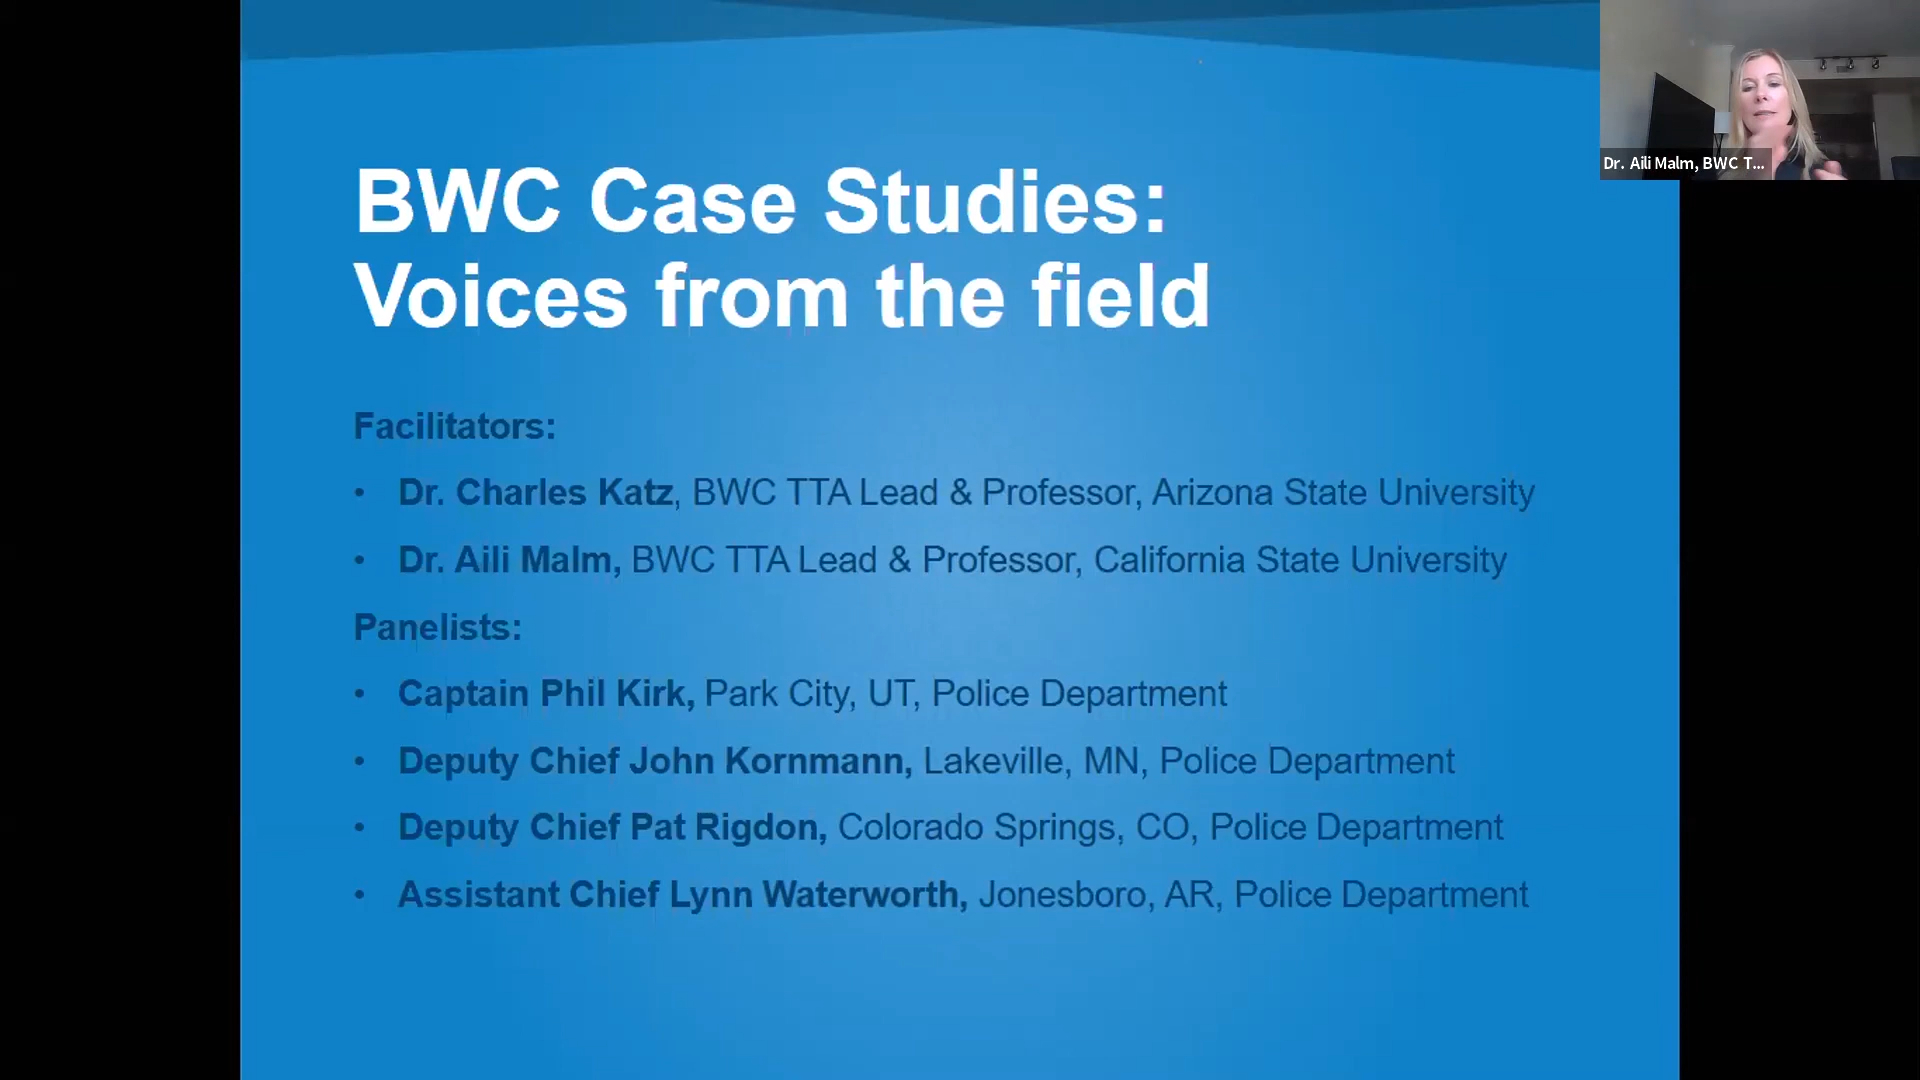 BWC Case Studies:
Voices from the field
Facilitators:
• Dr. Charles Katz, BWC TTA Lead & Professor, Arizona State University
• Dr. Aili Malm, BWC TTA Lead & Professor, California State University
Panelists:
• Captain Phil Kirk, Park City, UT, Police Department
• Deputy Chief John Kornmann, Lakeville, MN, Police Department
• Deputy Chief Pat Rigdon, Colorado Springs, CO, Police Department
• Assistant Chief Lynn Waterworth, Jonesboro, AR, Police Department
Dr. Aili Malm, BWC T...